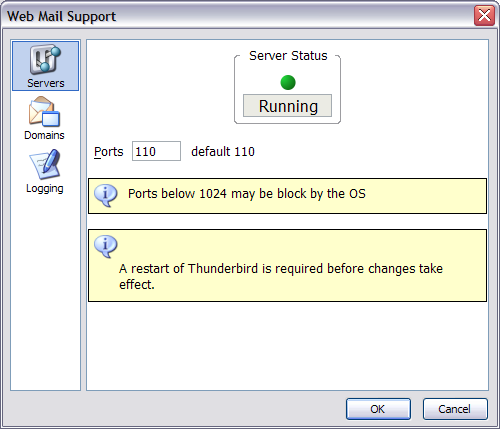 Web Mail Support
Servers
Domains
Logging
Server Status
Running
Ports 110 default 110
Ports below 1024 may be block by the OS
A restart of Thunderbird is required before changes take
effect.
OK Cancel